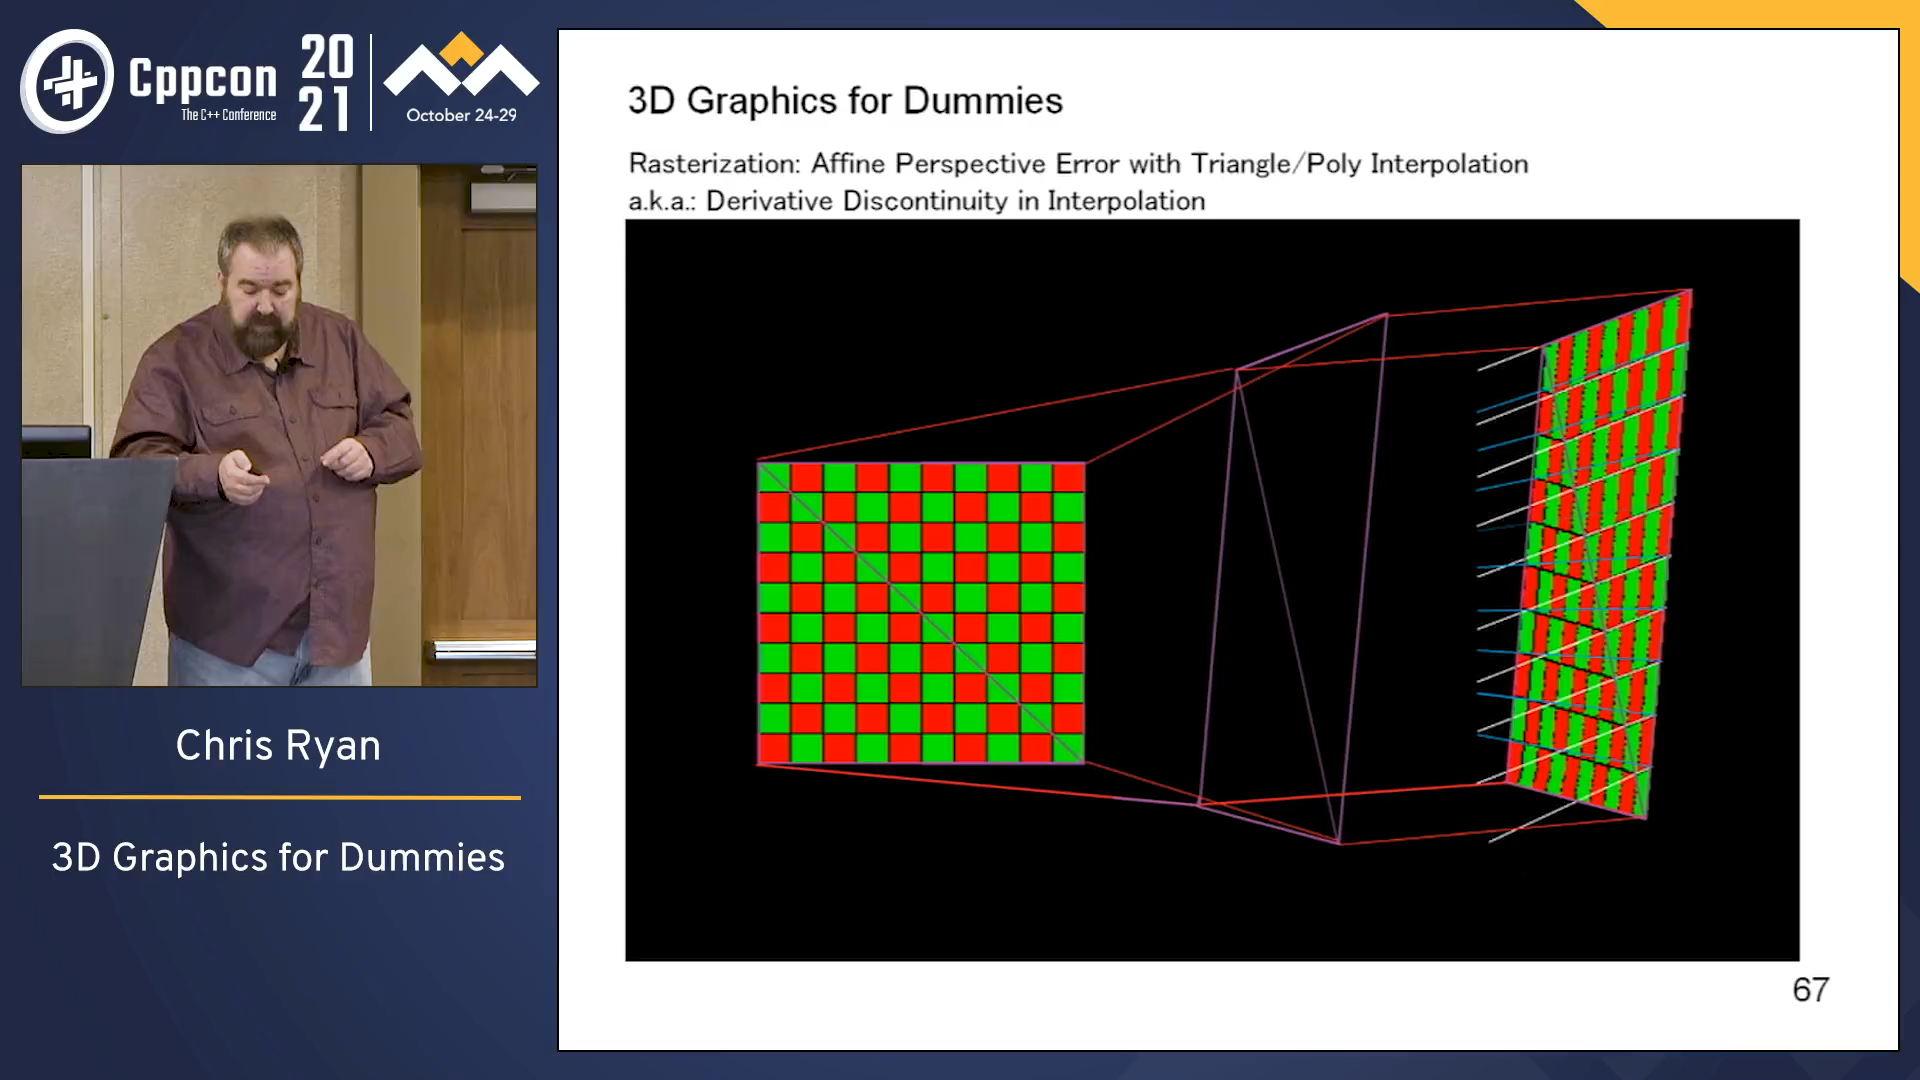 Cppcon
The C++ Conference
20
21
October 24-29
Chris Ryan
3D Graphics for Dummies
3D Graphics for Dummies
Rasterization: Affine Perspective Error with Triangle/Poly Interpolation
a.k.a.: Derivative Discontinuity in Interpolation
67